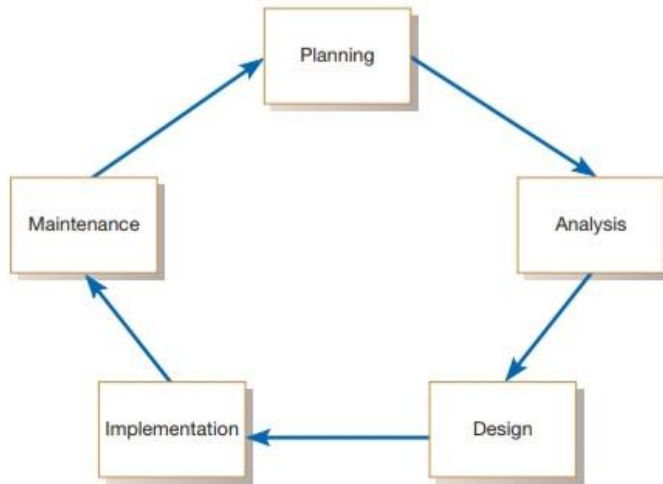 Planning
Analysis
Design
Implementation
Maintenance